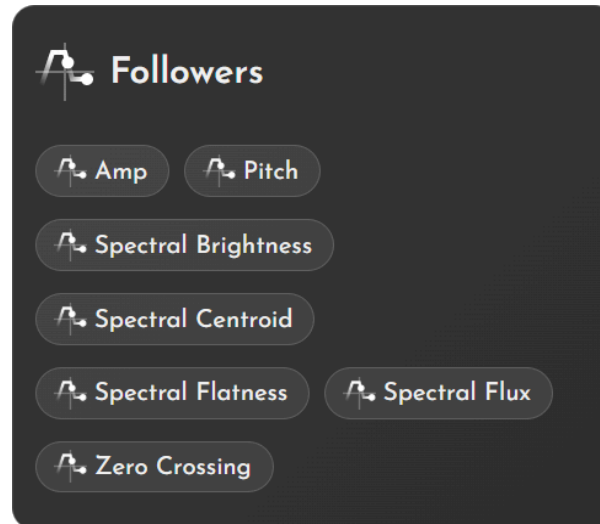 Followers
Amp Pitch
Spectral Brightness
Spectral Centroid
Spectral Flatness Spectral Flux
Zero Crossing